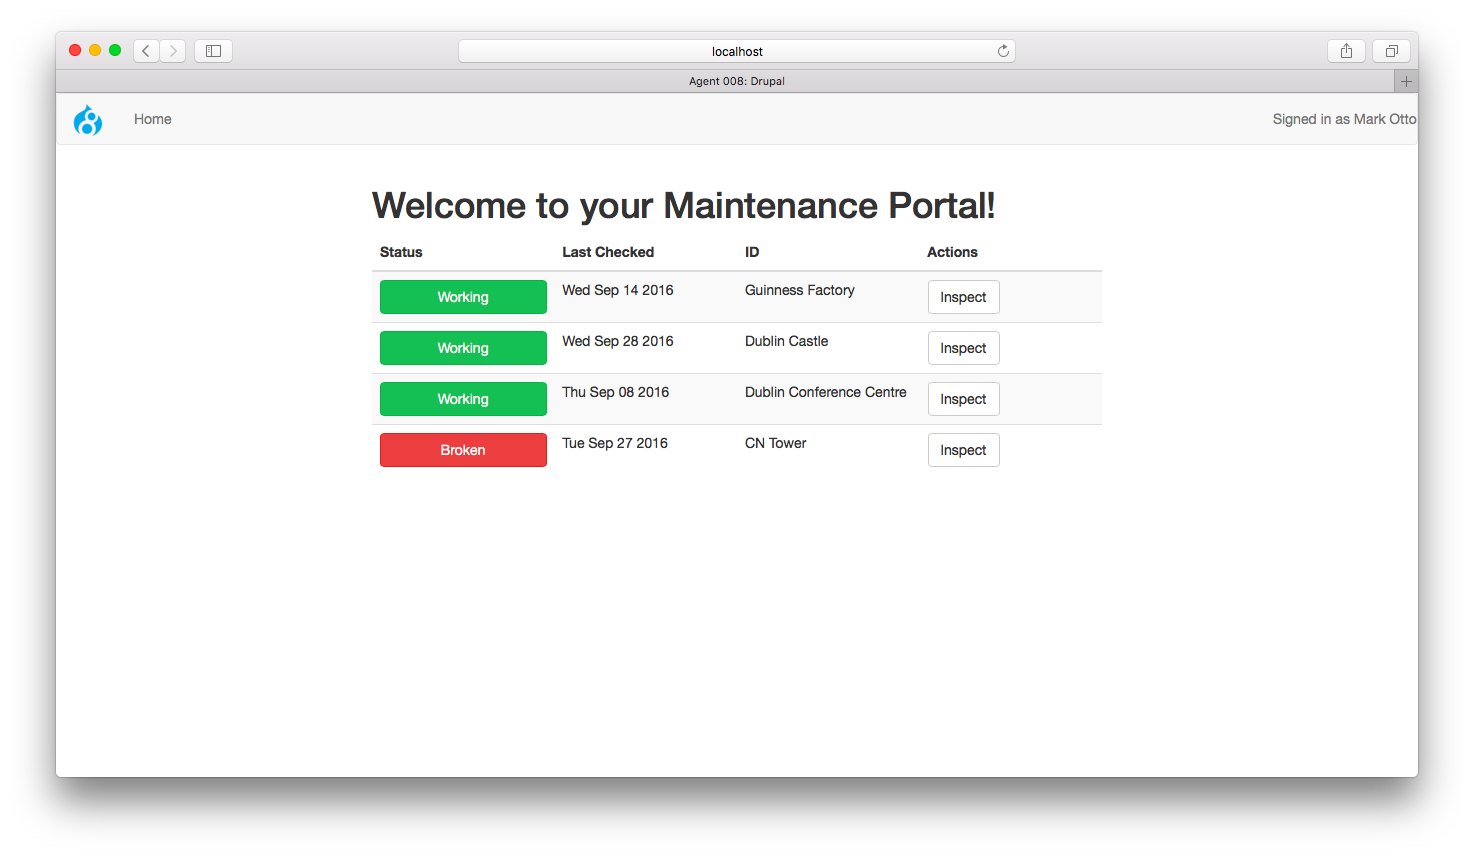 localhost
Agent 008: Drupal
Home
Signed in as Mark Otto
Welcome to your Maintenance Portal!
Status Last Checked ID Actions
Working Wed Sep 14 2016 Guinness Factory Inspect
Working Wed Sep 28 2016 Dublin Castle Inspect
Working Thu Sep 08 2016 Dublin Conference Centre Inspect
Broken Tue Sep 27 2016 CN Tower Inspect